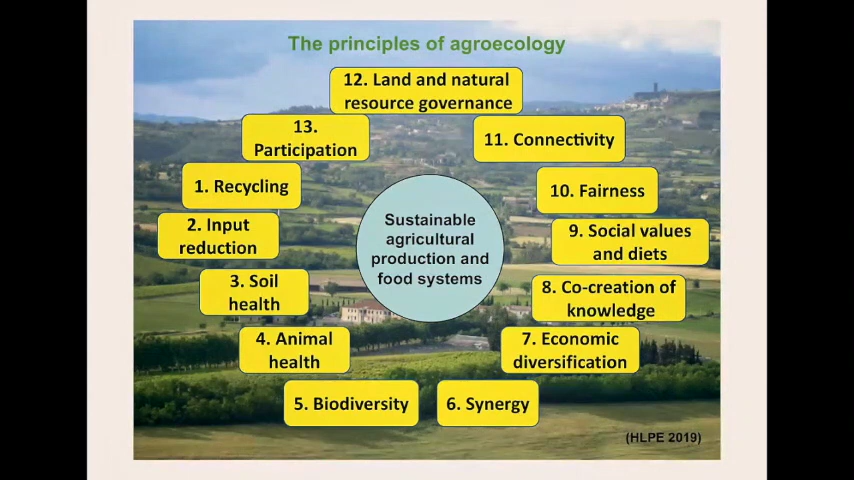 The principles of agroecology
12. Land and natural
resource governance
13.
Participation
11. Connectivity
1. Recycling
10. Fairness
2. Input
reduction
Sustainable
agricultural
production and
food systems
9. Social values
and diets
3. Soil
health
8. Co-creation of
knowledge
4. Animal
health
7. Economic
diversification
5. Biodiversity
6. Synergy
(HLPE 2019)